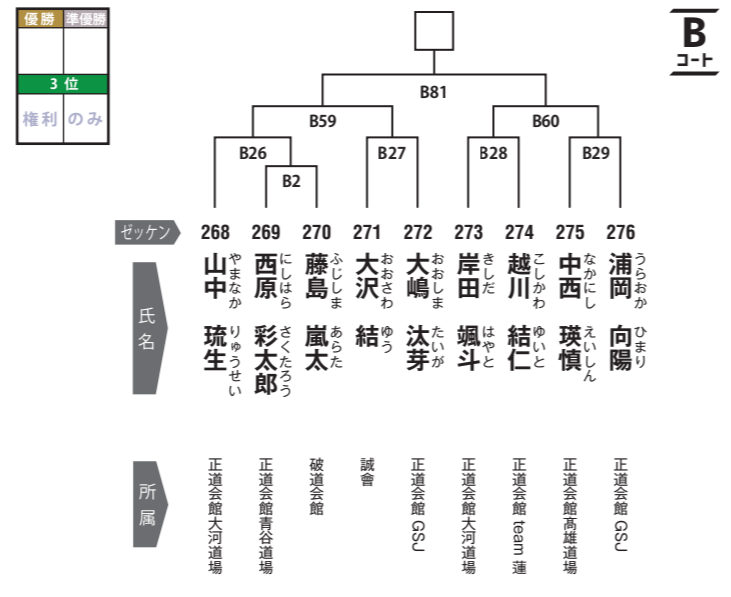 優勝 準優勝
3 位
権利 のみ
B
コート
B81
B59 B60
B26 B27 B28 B29
B2
ゼッケン 268 269 270 271 272 273 274 275 276
氏名
山中 琉生 やまなか りゅうせい
西原 彩太郎 にしはら さくたろう
藤島 嵐太 ふじしま あらた
大沢 結 おおさわ ゆう
大嶋 汰芽 おおしま たいが
岸田 颯斗 きしだ はやと
越川 結仁 こしかわ ゆいと
中西 瑛慎 なかにし えいしん
浦岡 向陽 うらおか ひまり
所属
正道会館大河道場
正道会館青谷道場
破道会館
誠會
正道会館 GSJ
正道会館大河道場
正道会館 team 蓮
正道会館髙雄道場
正道会館 GSJ